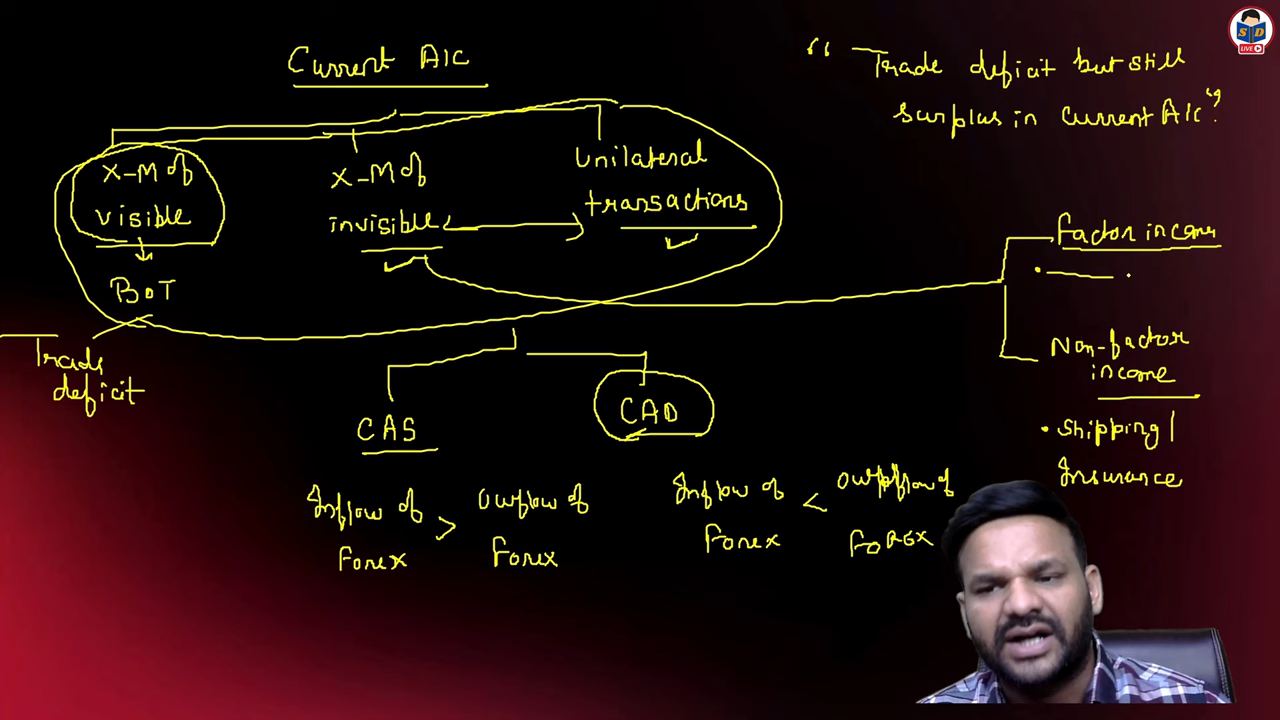 Current A/C
X-M of
visible
BOT
Trade
deficit
X-M of
invisible
Unilateral
transactions
CAS
CAD
Inflow of
Forex
>
Outflow of
Forex
Inflow of
Forex
<
Outflow of
FOREX
“ Trade deficit but still
surplus in Current A/C”?
Factor income
Non-factor
income
• Shipping/
Insurance
S D
LIVE